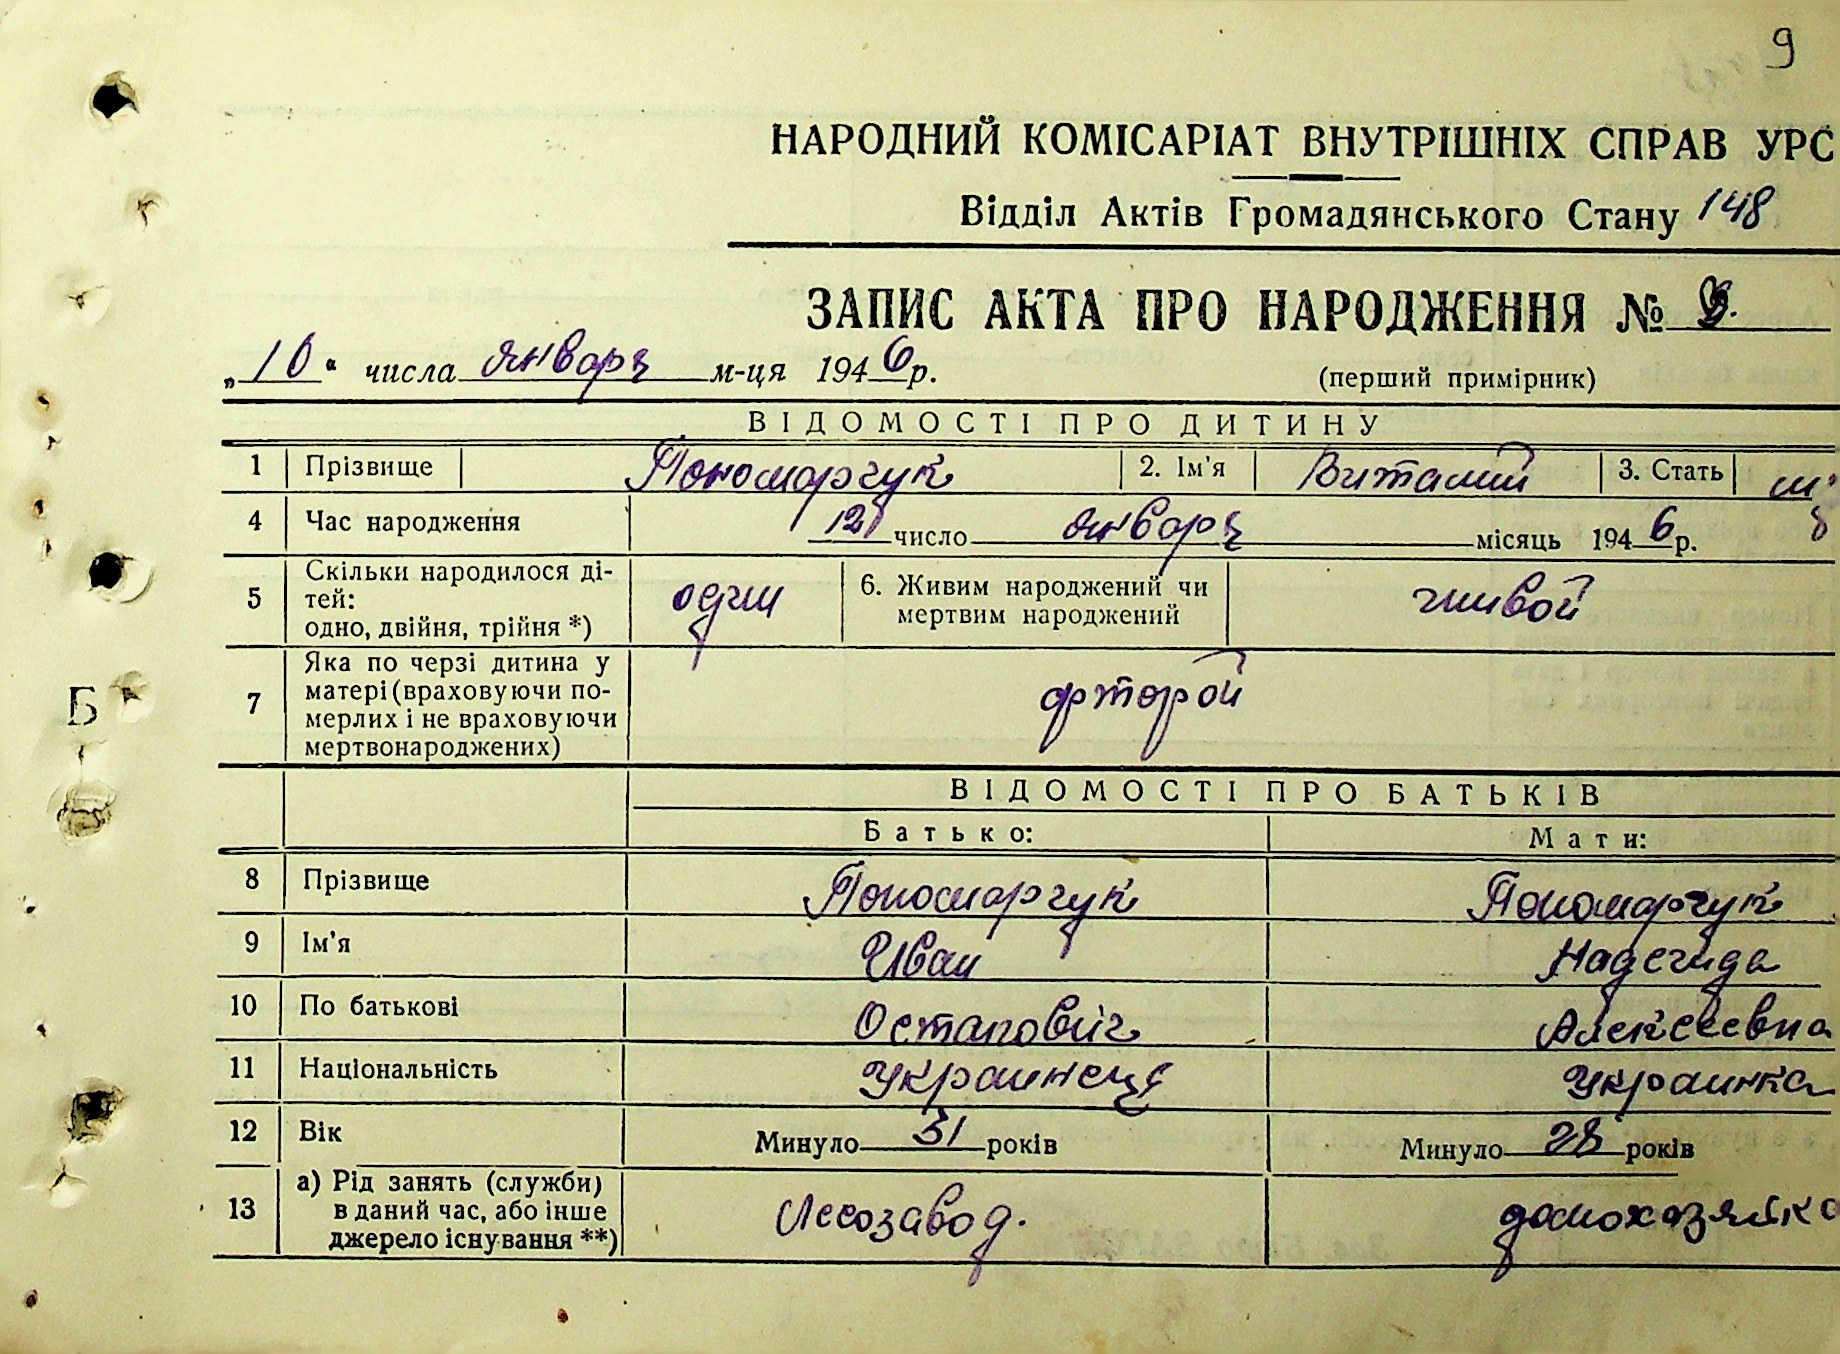 9
НАРОДНИЙ КОМІСАРІАТ ВНУТРІШНІХ СПРАВ УРС
Відділ Актів Громадянського Стану 148
ЗАПИС АКТА ПРО НАРОДЖЕННЯ №
„10“ числа января м-ця 1946 р.
(перший примірник)
ВІДОМОСТІ ПРО ДИТИНУ
1 Прізвище Пономарчук 2. Ім'я Виталий 3. Стать
4 Час народження 12 число января місяць 1946 р.
5 Скільки народилося ді-
тей:
одно, двійня, трійня *) один 6. Живим народжений чи
мертвим народжений живой
7 Яка по черзі дитина у
матері (враховуючи по-
мерлих і не враховуючи
мертвонароджених) фторой
Б
ВІДОМОСТІ ПРО БАТЬКІВ
Батько: Мати:
8 Прізвище Пономарчук Пономарчук
9 Ім'я Иван Надежда
10 По батькові Остапович Алексеевна
11 Національність Украинець Украинка
12 Вік Минуло 31 років Минуло 28 років
13 а) Рід занять (служби)
в даний час, або інше
джерело існування **) Лесозавод. домохазяйка